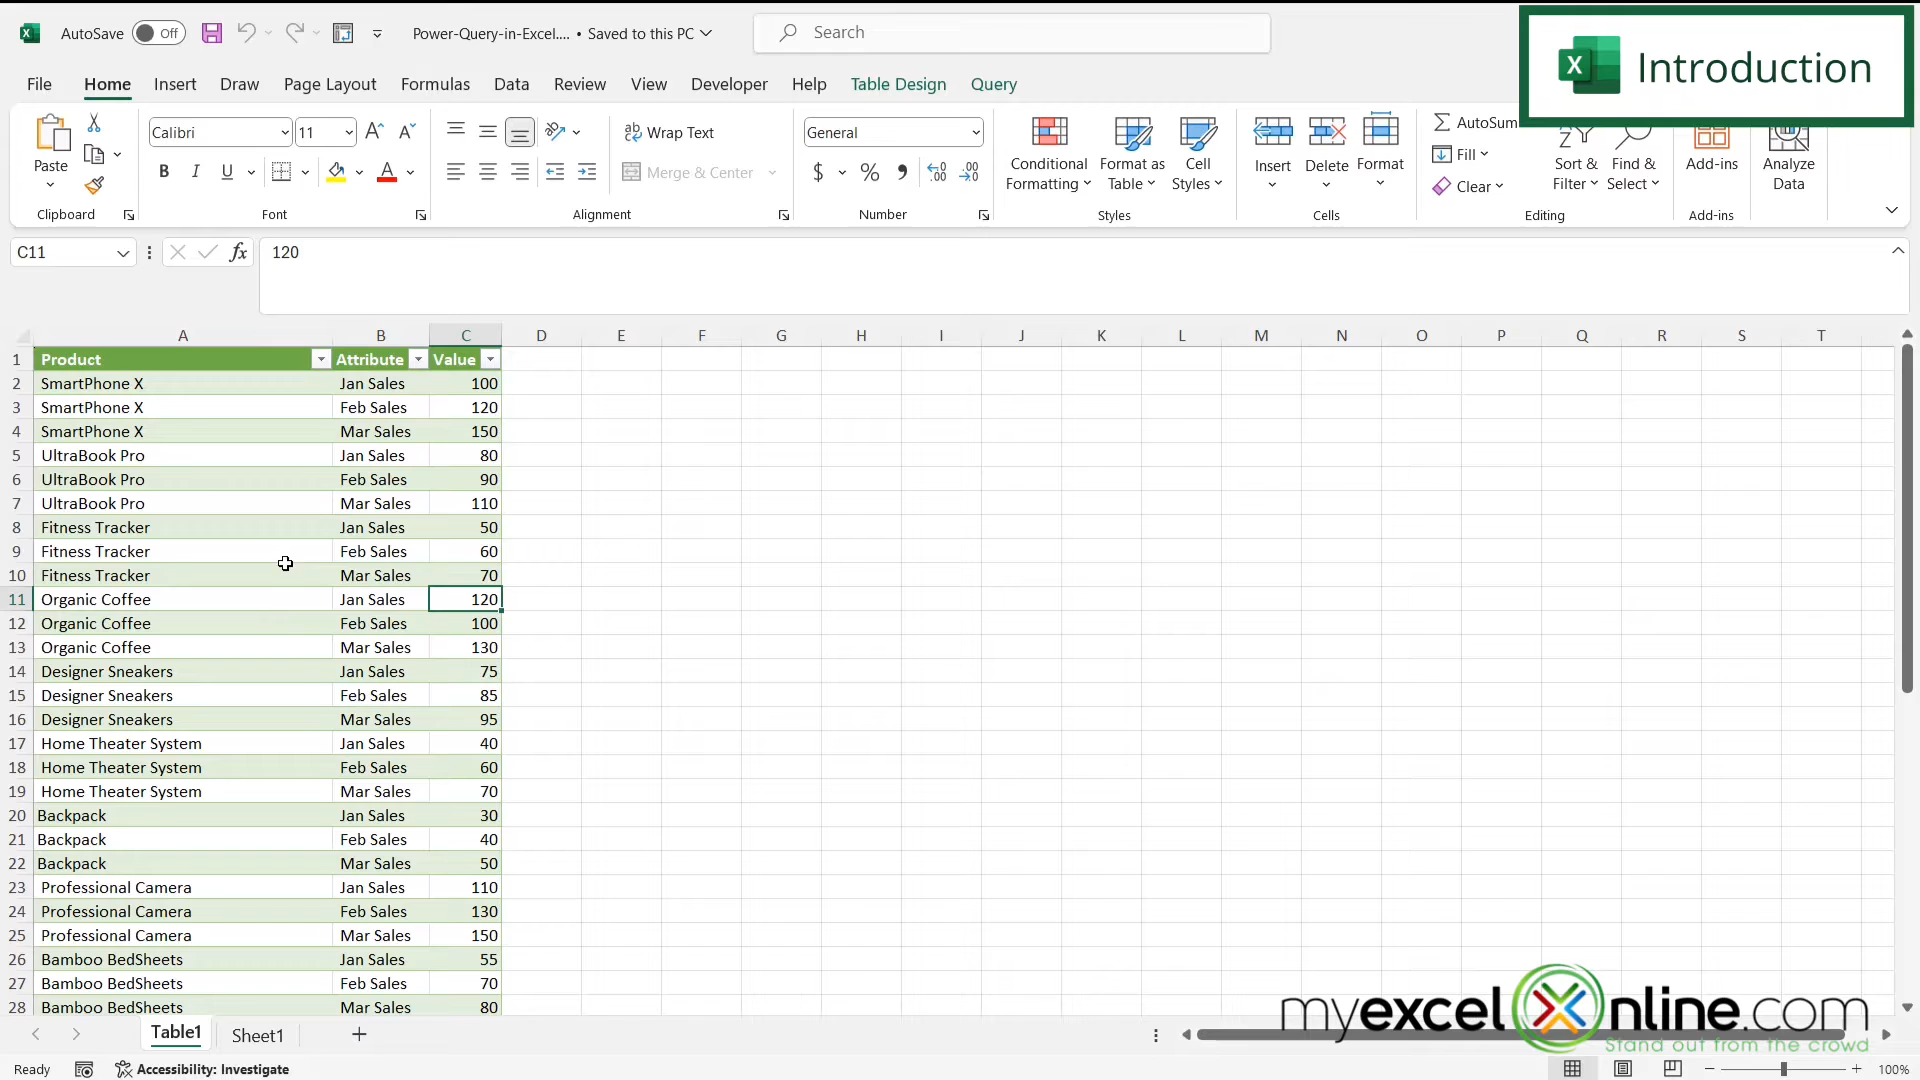 AutoSave Off Power-Query-in-Excel.... • Saved to this PC Search
X Introduction
File Home Insert Draw Page Layout Formulas Data Review View Developer Help Table Design Query
Paste
Clipboard
Calibri 11
B I U A
Font
Wrap Text
Merge & Center
Alignment
General
$ % , .00
Number
Conditional Formatting
Format as Table
Cell Styles
Styles
Insert
Delete
Format
Cells
AutoSum
Fill
Clear
Sort & Filter
Find & Select
Editing
Add-ins
Add-ins
Analyze Data
C11 fx 120
A B C D E F G H I J K L M N O P Q R S T
1 Product Attribute Value
2 SmartPhone X Jan Sales 100
3 SmartPhone X Feb Sales 120
4 SmartPhone X Mar Sales 150
5 UltraBook Pro Jan Sales 80
6 UltraBook Pro Feb Sales 90
7 UltraBook Pro Mar Sales 110
8 Fitness Tracker Jan Sales 50
9 Fitness Tracker Feb Sales 60
10 Fitness Tracker Mar Sales 70
11 Organic Coffee Jan Sales 120
12 Organic Coffee Feb Sales 100
13 Organic Coffee Mar Sales 130
14 Designer Sneakers Jan Sales 75
15 Designer Sneakers Feb Sales 85
16 Designer Sneakers Mar Sales 95
17 Home Theater System Jan Sales 40
18 Home Theater System Feb Sales 60
19 Home Theater System Mar Sales 70
20 Backpack Jan Sales 30
21 Backpack Feb Sales 40
22 Backpack Mar Sales 50
23 Professional Camera Jan Sales 110
24 Professional Camera Feb Sales 130
25 Professional Camera Mar Sales 150
26 Bamboo BedSheets Jan Sales 55
27 Bamboo BedSheets Feb Sales 70
28 Bamboo BedSheets Mar Sales 80
myexcelonline.com
Stand out from the crowd
Table1 Sheet1 +
Ready Accessibility: Investigate 100%